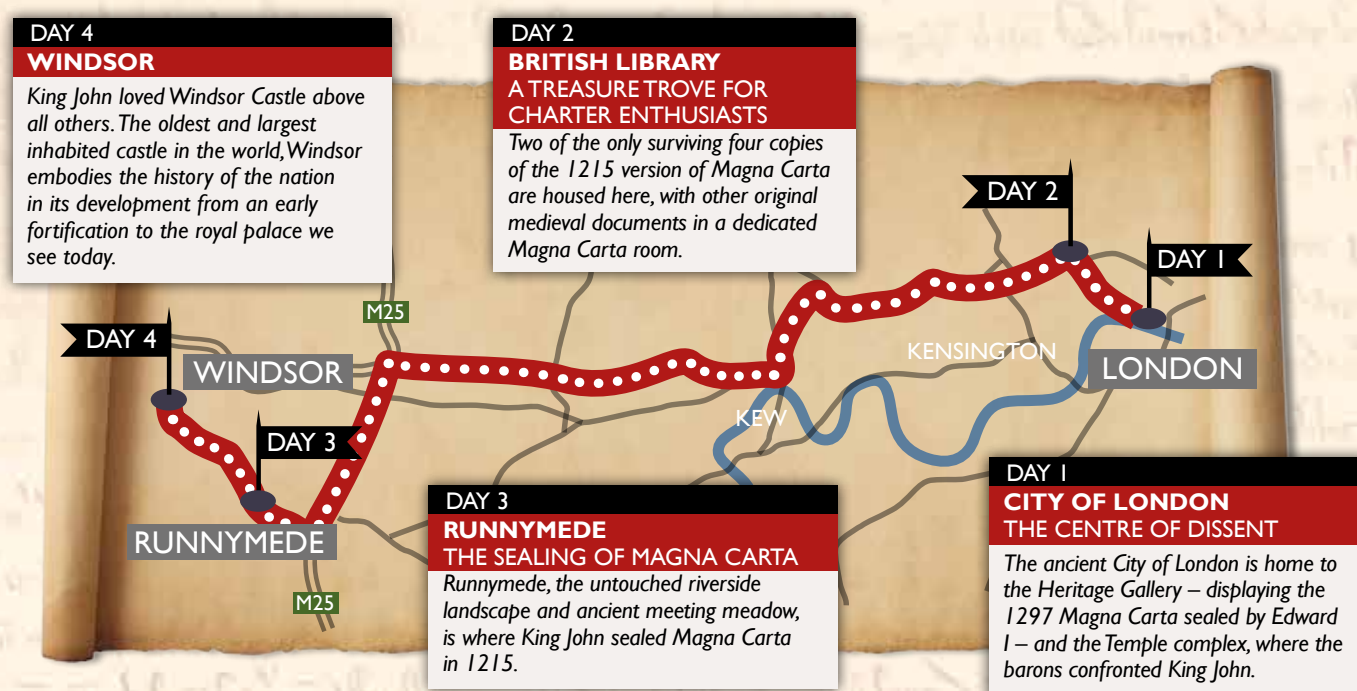 DAY 4
WINDSOR
King John loved Windsor Castle above
all others. The oldest and largest
inhabited castle in the world, Windsor
embodies the history of the nation
in its development from an early
fortification to the royal palace we
see today.
DAY 2
BRITISH LIBRARY
A TREASURE TROVE FOR
CHARTER ENTHUSIASTS
Two of the only surviving four copies
of the 1215 version of Magna Carta
are housed here, with other original
medieval documents in a dedicated
Magna Carta room.
DAY 2
DAY 1
M25
DAY 4
WINDSOR
KENSINGTON
LONDON
KEW
DAY 3
RUNNYMEDE
M25
DAY 3
RUNNYMEDE
THE SEALING OF MAGNA CARTA
Runnymede, the untouched riverside
landscape and ancient meeting meadow,
is where King John sealed Magna Carta
in 1215.
DAY 1
CITY OF LONDON
THE CENTRE OF DISSENT
The ancient City of London is home to
the Heritage Gallery – displaying the
1297 Magna Carta sealed by Edward
I – and the Temple complex, where the
barons confronted King John.